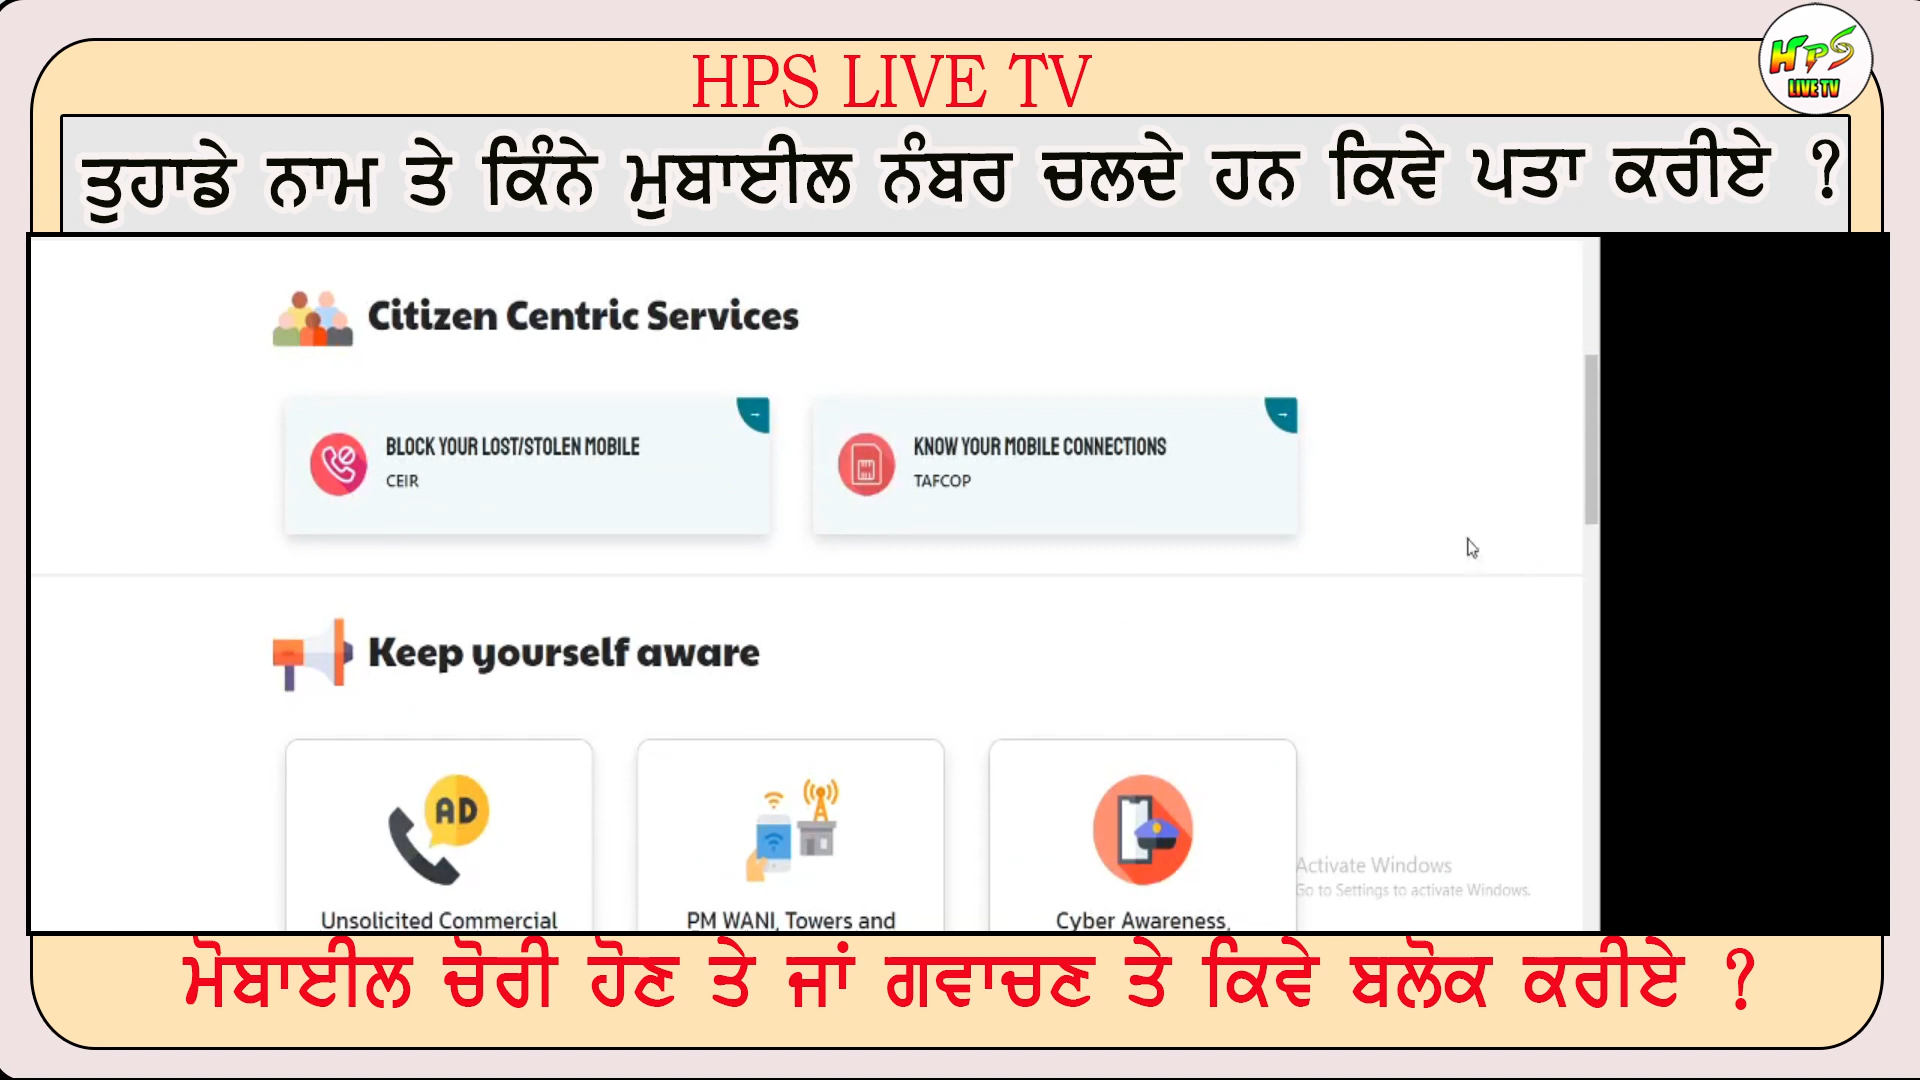 HPS LIVE TV
HPS
LIVE TV
ਤੁਹਾਡੇ ਨਾਮ ਤੇ ਕਿੰਨੇ ਮੁਬਾਈਲ ਨੰਬਰ ਚਲਦੇ ਹਨ ਕਿਵੇ ਪਤਾ ਕਰੀਏ ?
Citizen Centric Services
BLOCK YOUR LOST/STOLEN MOBILE
CEIR
KNOW YOUR MOBILE CONNECTIONS
TAFCOP
Keep yourself aware
AD
Unsolicited Commercial
PM WANI, Towers and
Cyber Awareness,
Activate Windows
Go to Settings to activate Windows.
ਮੋਬਾਈਲ ਚੋਰੀ ਹੋਣ ਤੇ ਜਾਂ ਗਵਾਚਣ ਤੇ ਕਿਵੇ ਬਲੋਕ ਕਰੀਏ ?